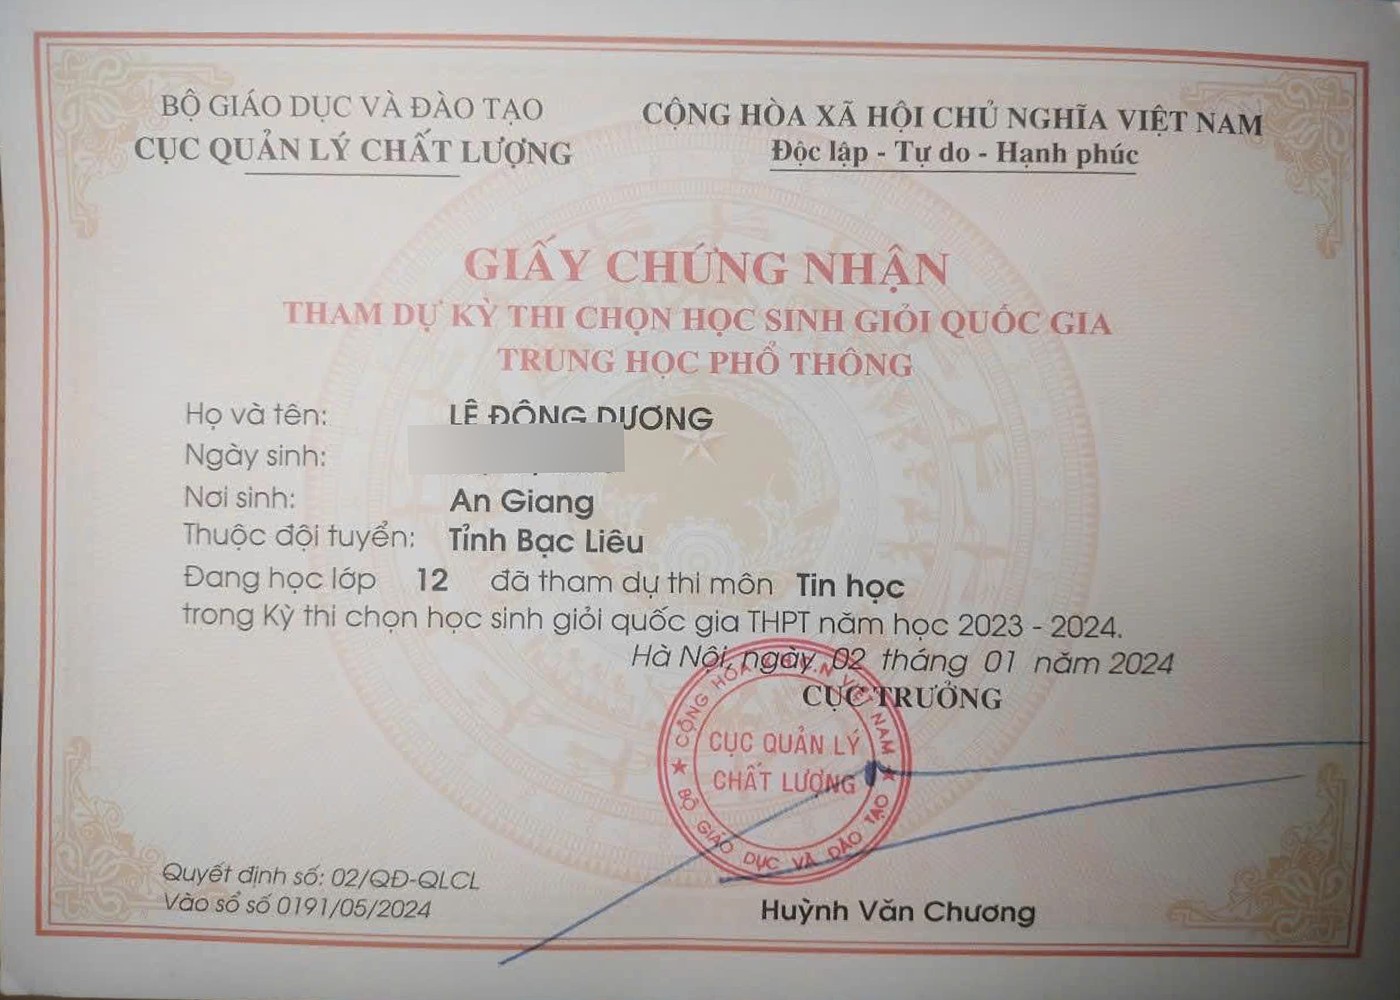 BỘ GIÁO DỤC VÀ ĐÀO TẠO
CỤC QUẢN LÝ CHẤT LƯỢNG
CỘNG HÒA XÃ HỘI CHỦ NGHĨA VIỆT NAM
Độc lập - Tự do - Hạnh phúc
GIẤY CHỨNG NHẬN
THAM DỰ KỲ THI CHỌN HỌC SINH GIỎI QUỐC GIA
TRUNG HỌC PHỔ THÔNG
Họ và tên: LÊ ĐÔNG DƯƠNG
Ngày sinh:
Nơi sinh: An Giang
Thuộc đội tuyển: Tỉnh Bạc Liêu
Đang học lớp 12 đã tham dự thi môn Tin học
trong Kỳ thi chọn học sinh giỏi quốc gia THPT năm học 2023 - 2024.
Hà Nội, ngày 02 tháng 01 năm 2024
CỤC TRƯỞNG
CỘNG HÒA X.H.C.N VIỆT NAM
CỤC QUẢN LÝ
CHẤT LƯỢNG
BỘ GIÁO DỤC VÀ ĐÀO TẠO
Quyết định số: 02/QĐ-QLCL
Vào sổ số 0191/05/2024
Huỳnh Văn Chương